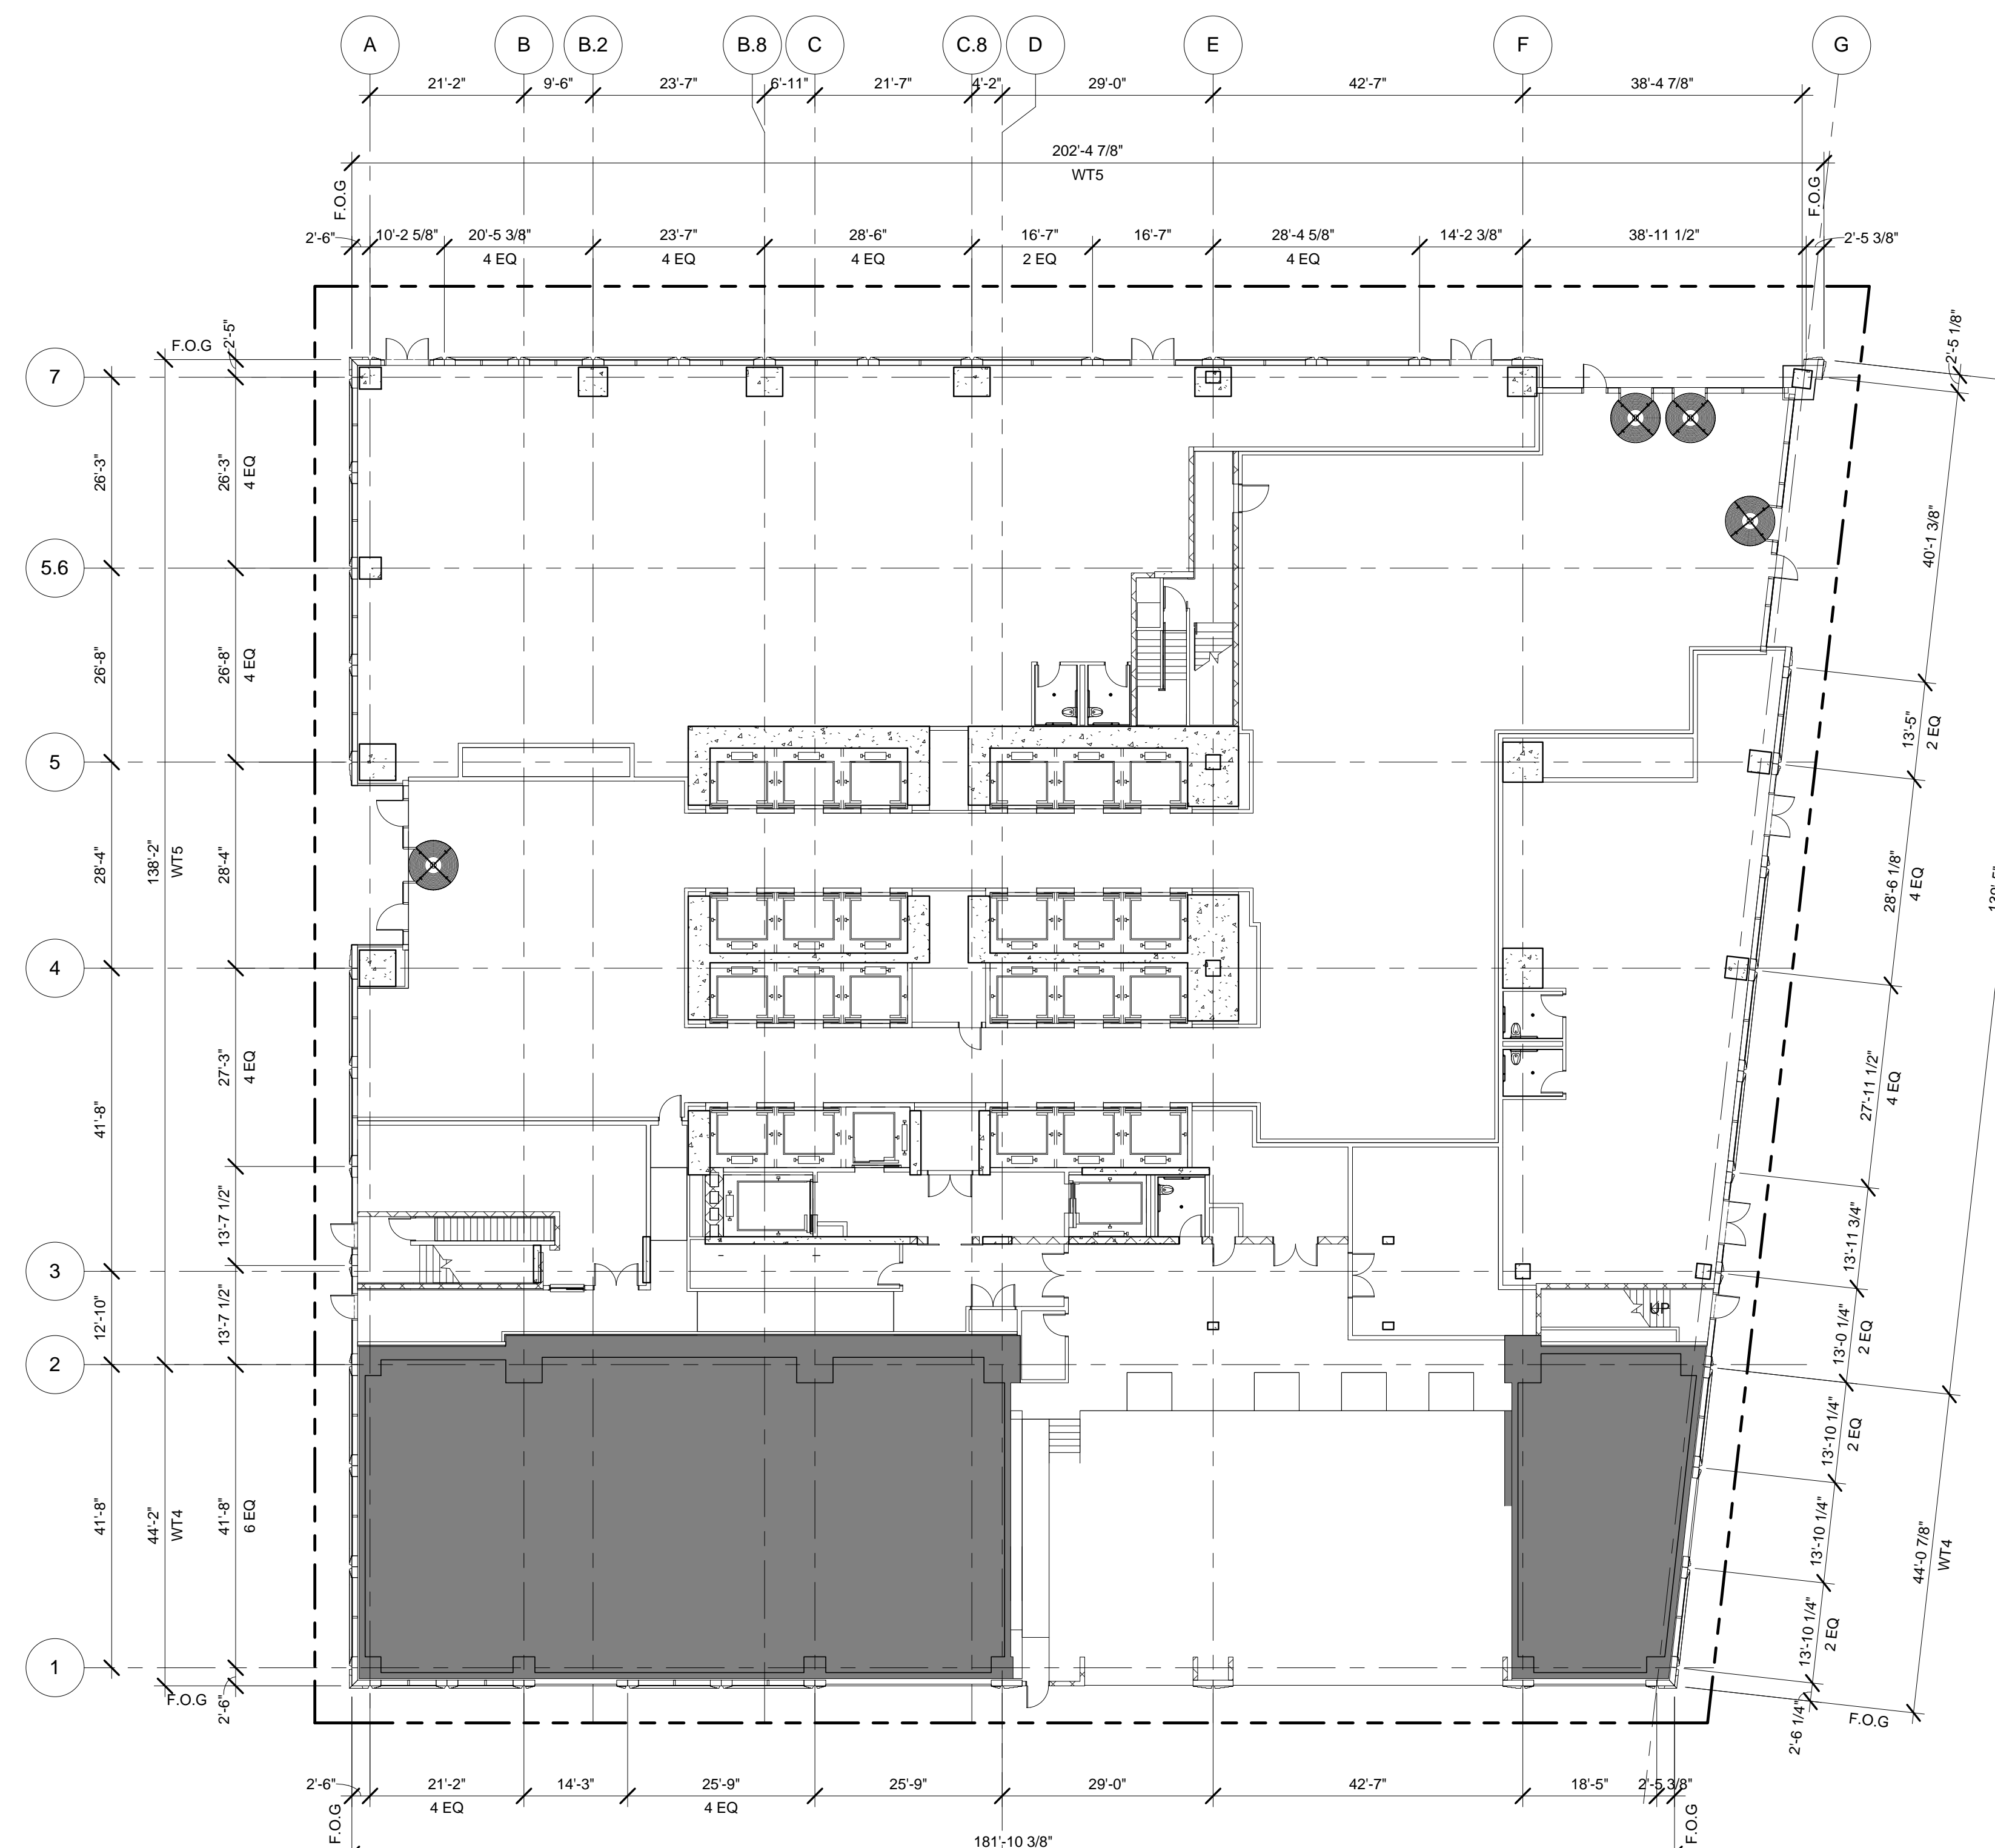 A B B.2 B.8 C C.8 D E F G
21'-2" 9'-6" 23'-7" 6'-11" 21'-7" 4'-2" 29'-0" 42'-7" 38'-4 7/8"
202'-4 7/8"
WT5
F.O.G F.O.G
2'-6" 10'-2 5/8" 20'-5 3/8" 23'-7" 28'-6" 16'-7" 16'-7" 28'-4 5/8" 14'-2 3/8" 38'-11 1/2" 2'-5 3/8"
4 EQ 4 EQ 4 EQ 2 EQ 4 EQ
F.O.G 2'-5"
2'-5 1/8"
7
26'-3" 26'-3" 4 EQ
40'-1 3/8"
5.6
26'-8" 26'-8" 4 EQ
13'-5" 2 EQ
5
28'-4" 138'-2" WT5 28'-4"
28'-6 1/8" 4 EQ
4
41'-8" 27'-3" 4 EQ
27'-11 1/2" 4 EQ
13'-7 1/2"
13'-11 3/4"
3
UP
12'-10" 13'-7 1/2"
13'-0 1/4" 2 EQ
2
13'-10 1/4" 2 EQ
41'-8" 44'-2" WT4 41'-8" 6 EQ
13'-10 1/4"
44'-0 7/8" WT4
13'-10 1/4" 2 EQ
1
F.O.G 2'-6"
2'-6 1/4" F.O.G
2'-6" 21'-2" 14'-3" 25'-9" 25'-9" 29'-0" 42'-7" 18'-5" 2'-5 3/8"
4 EQ 4 EQ
F.O.G F.O.G
181'-10 3/8"